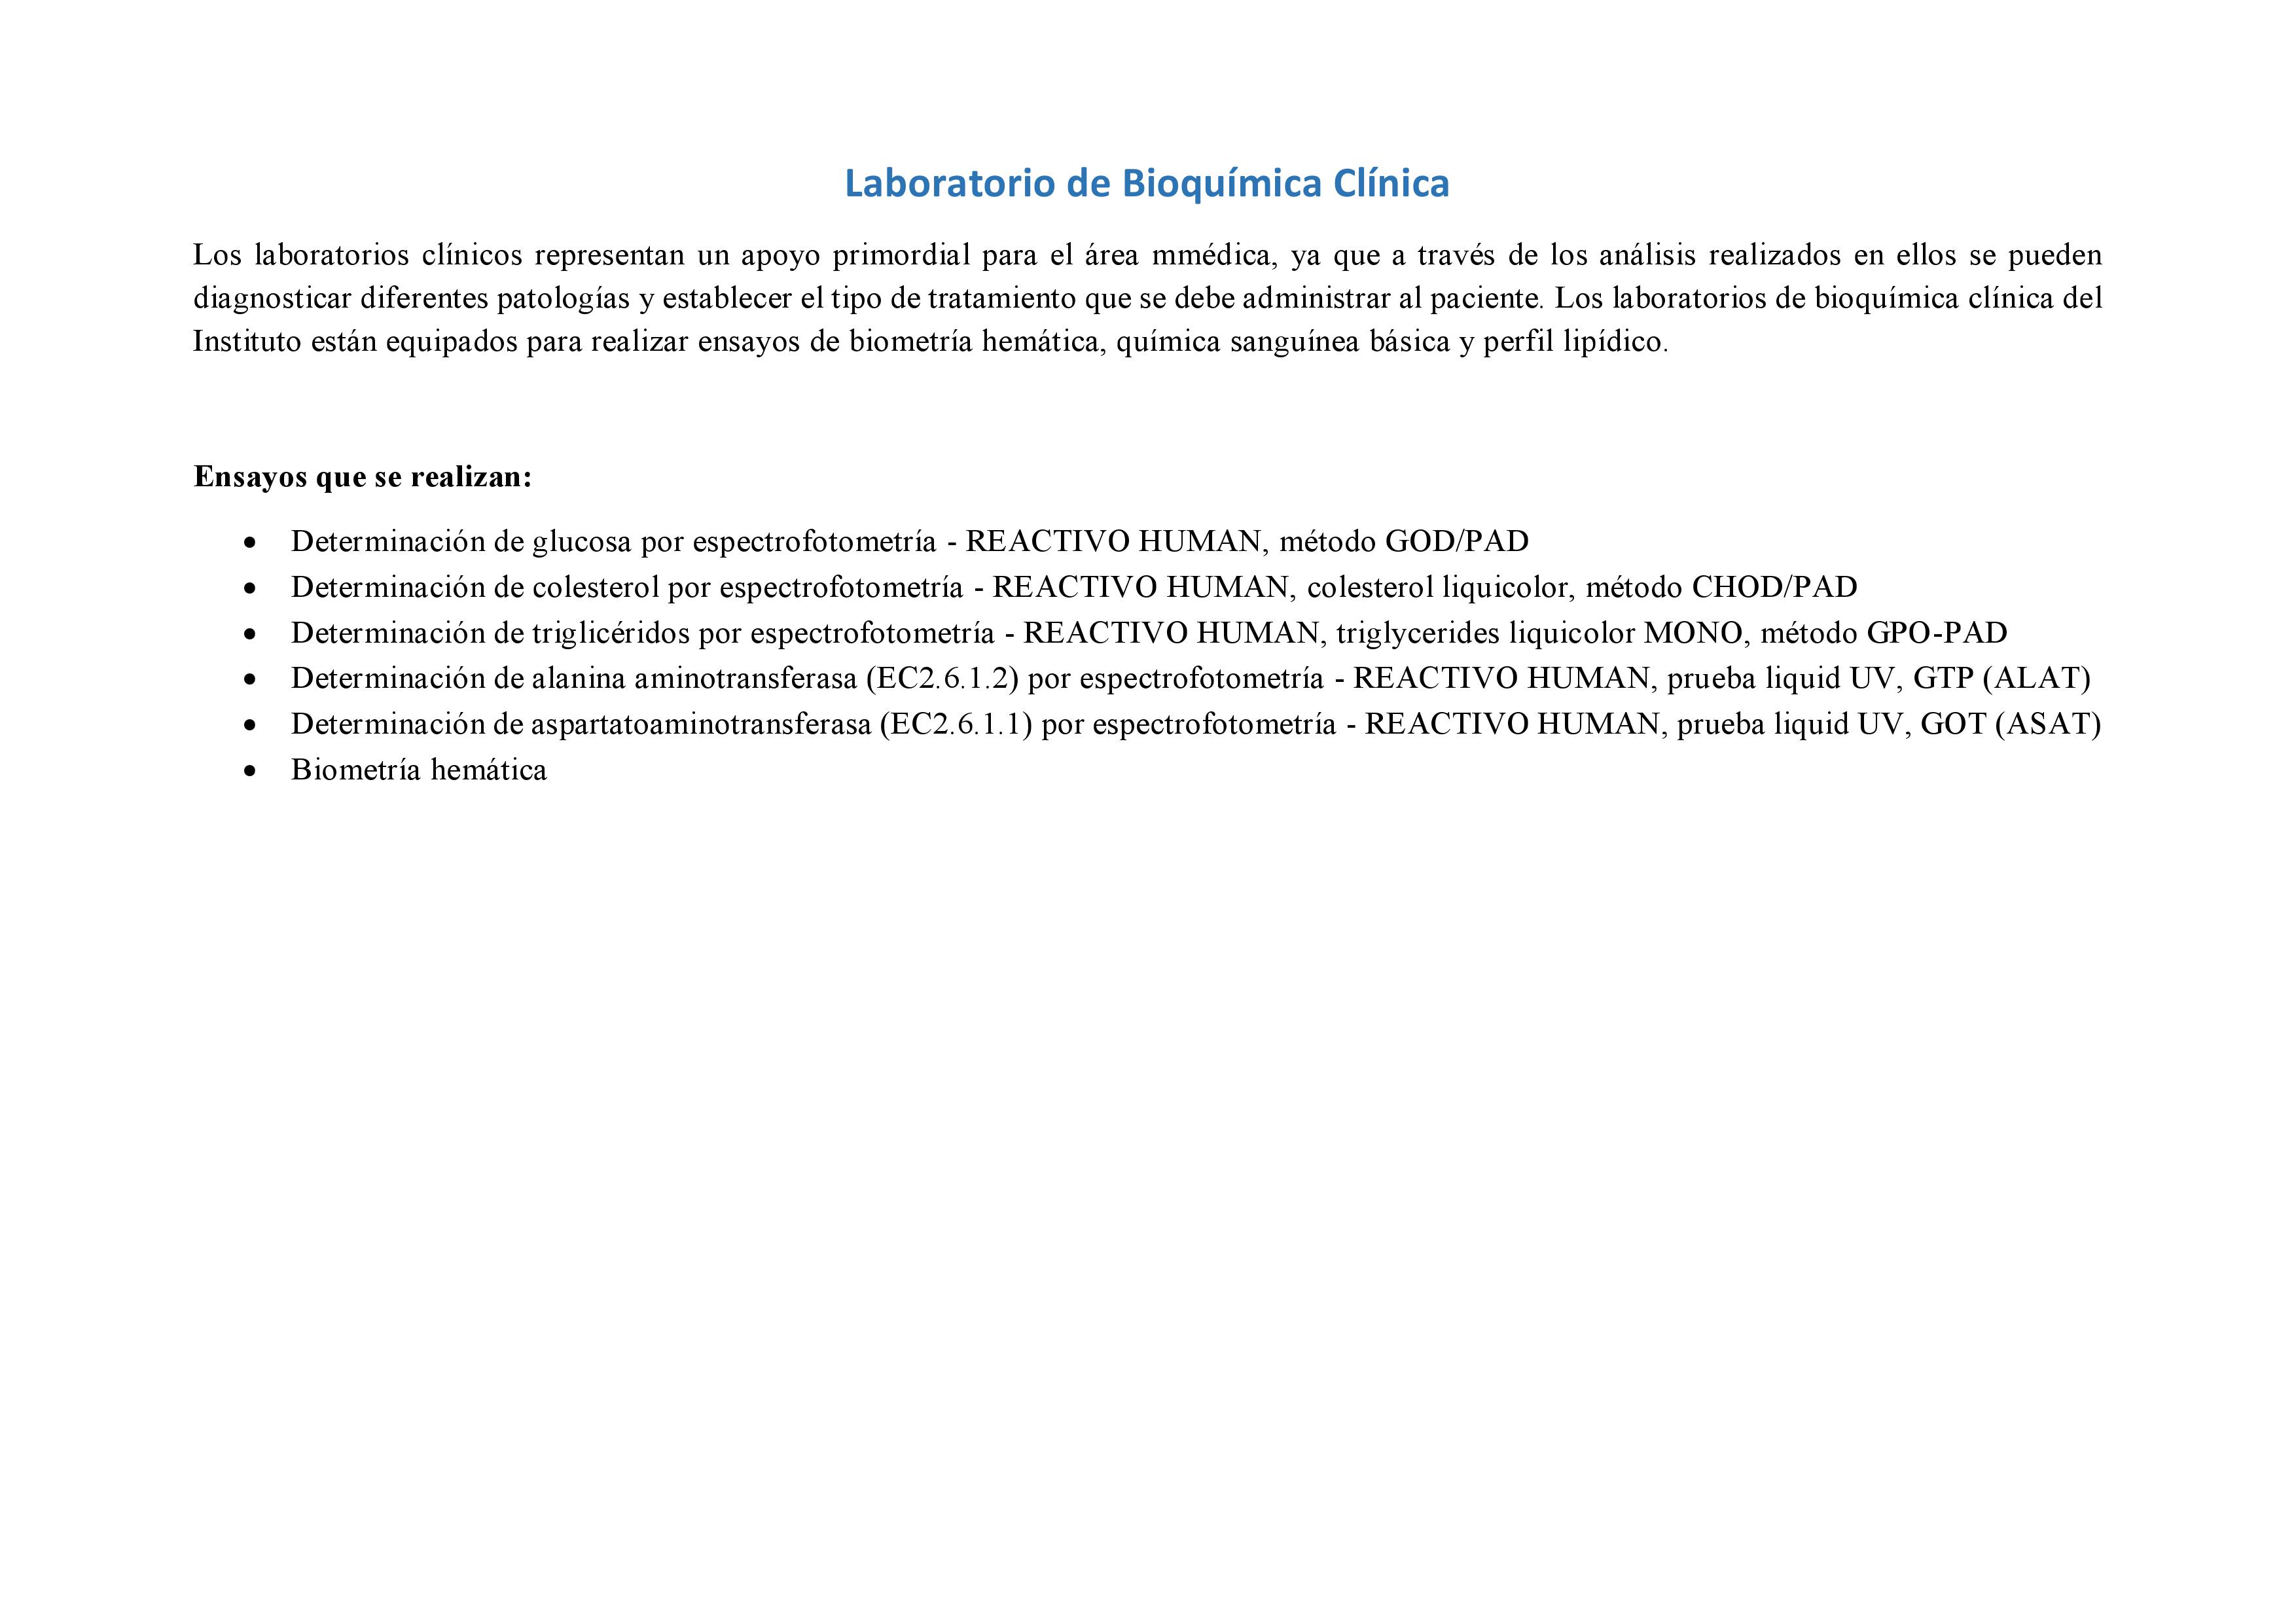 Laboratorio de Bioquímica Clínica
Los laboratorios clínicos representan un apoyo primordial para el área mmédica, ya que a través de los análisis realizados en ellos se pueden
diagnosticar diferentes patologías y establecer el tipo de tratamiento que se debe administrar al paciente. Los laboratorios de bioquímica clínica del
Instituto están equipados para realizar ensayos de biometría hemática, química sanguínea básica y perfil lipídico.
Ensayos que se realizan:
• Determinación de glucosa por espectrofotometría - REACTIVO HUMAN, método GOD/PAD
• Determinación de colesterol por espectrofotometría - REACTIVO HUMAN, colesterol liquicolor, método CHOD/PAD
• Determinación de triglicéridos por espectrofotometría - REACTIVO HUMAN, triglycerides liquicolor MONO, método GPO-PAD
• Determinación de alanina aminotransferasa (EC2.6.1.2) por espectrofotometría - REACTIVO HUMAN, prueba liquid UV, GTP (ALAT)
• Determinación de aspartatoaminotransferasa (EC2.6.1.1) por espectrofotometría - REACTIVO HUMAN, prueba liquid UV, GOT (ASAT)
• Biometría hemática